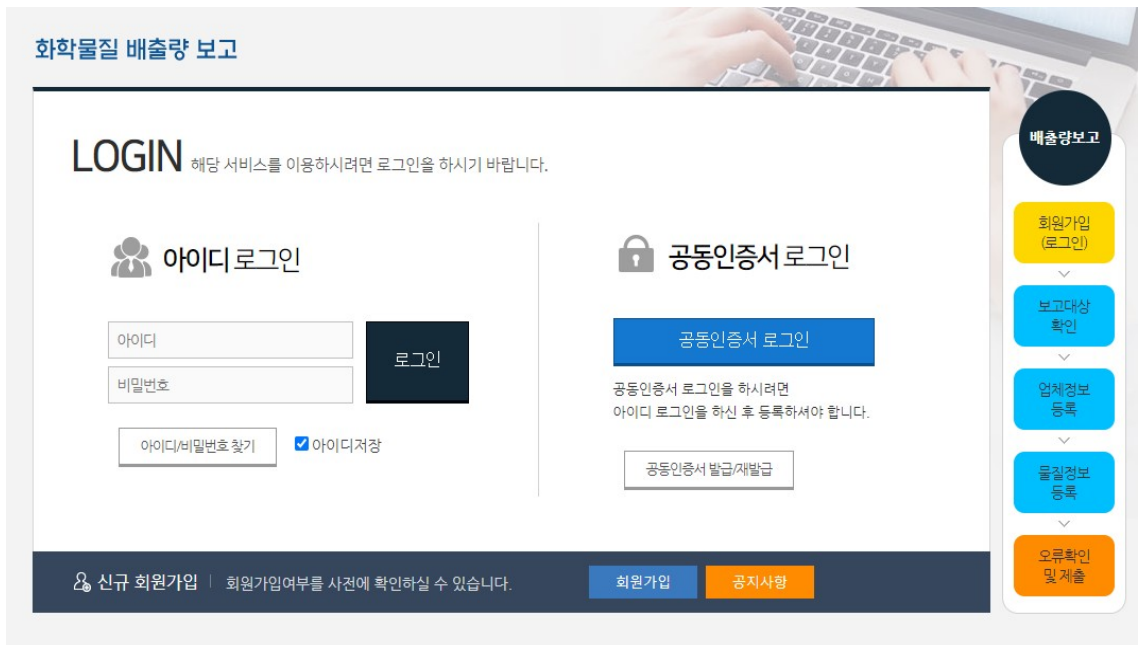 화학물질 배출량 보고
LOGIN 해당 서비스를 이용하시려면 로그인을 하시기 바랍니다.
아이디 로그인
아이디
비밀번호
로그인
아이디/비밀번호 찾기
아이디저장
공동인증서 로그인
공동인증서 로그인
공동인증서 로그인을 하시려면
아이디 로그인을 하신 후 등록하셔야 합니다.
공동인증서 발급/재발급
신규 회원가입 회원가입여부를 사전에 확인하실 수 있습니다.
회원가입
공지사항
배출량보고
회원가입
(로그인)
보고대상
확인
업체정보
등록
물질정보
등록
오류확인
및 제출